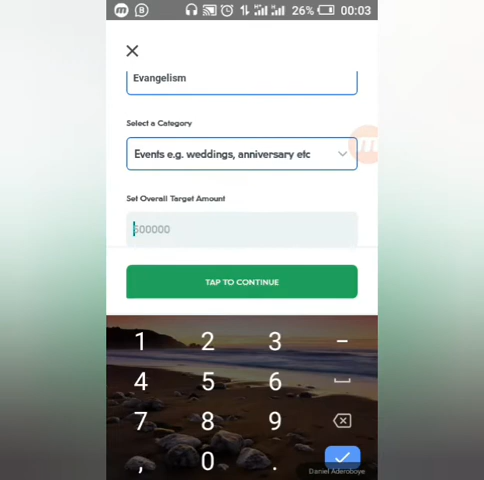 26% 00:03
Evangelism
Select a Category
Events e.g. weddings, anniversary etc
Set Overall Target Amount
500000
TAP TO CONTINUE
1 2 3 -
4 5 6
7 8 9
, 0 .
Daniel Aderoboye